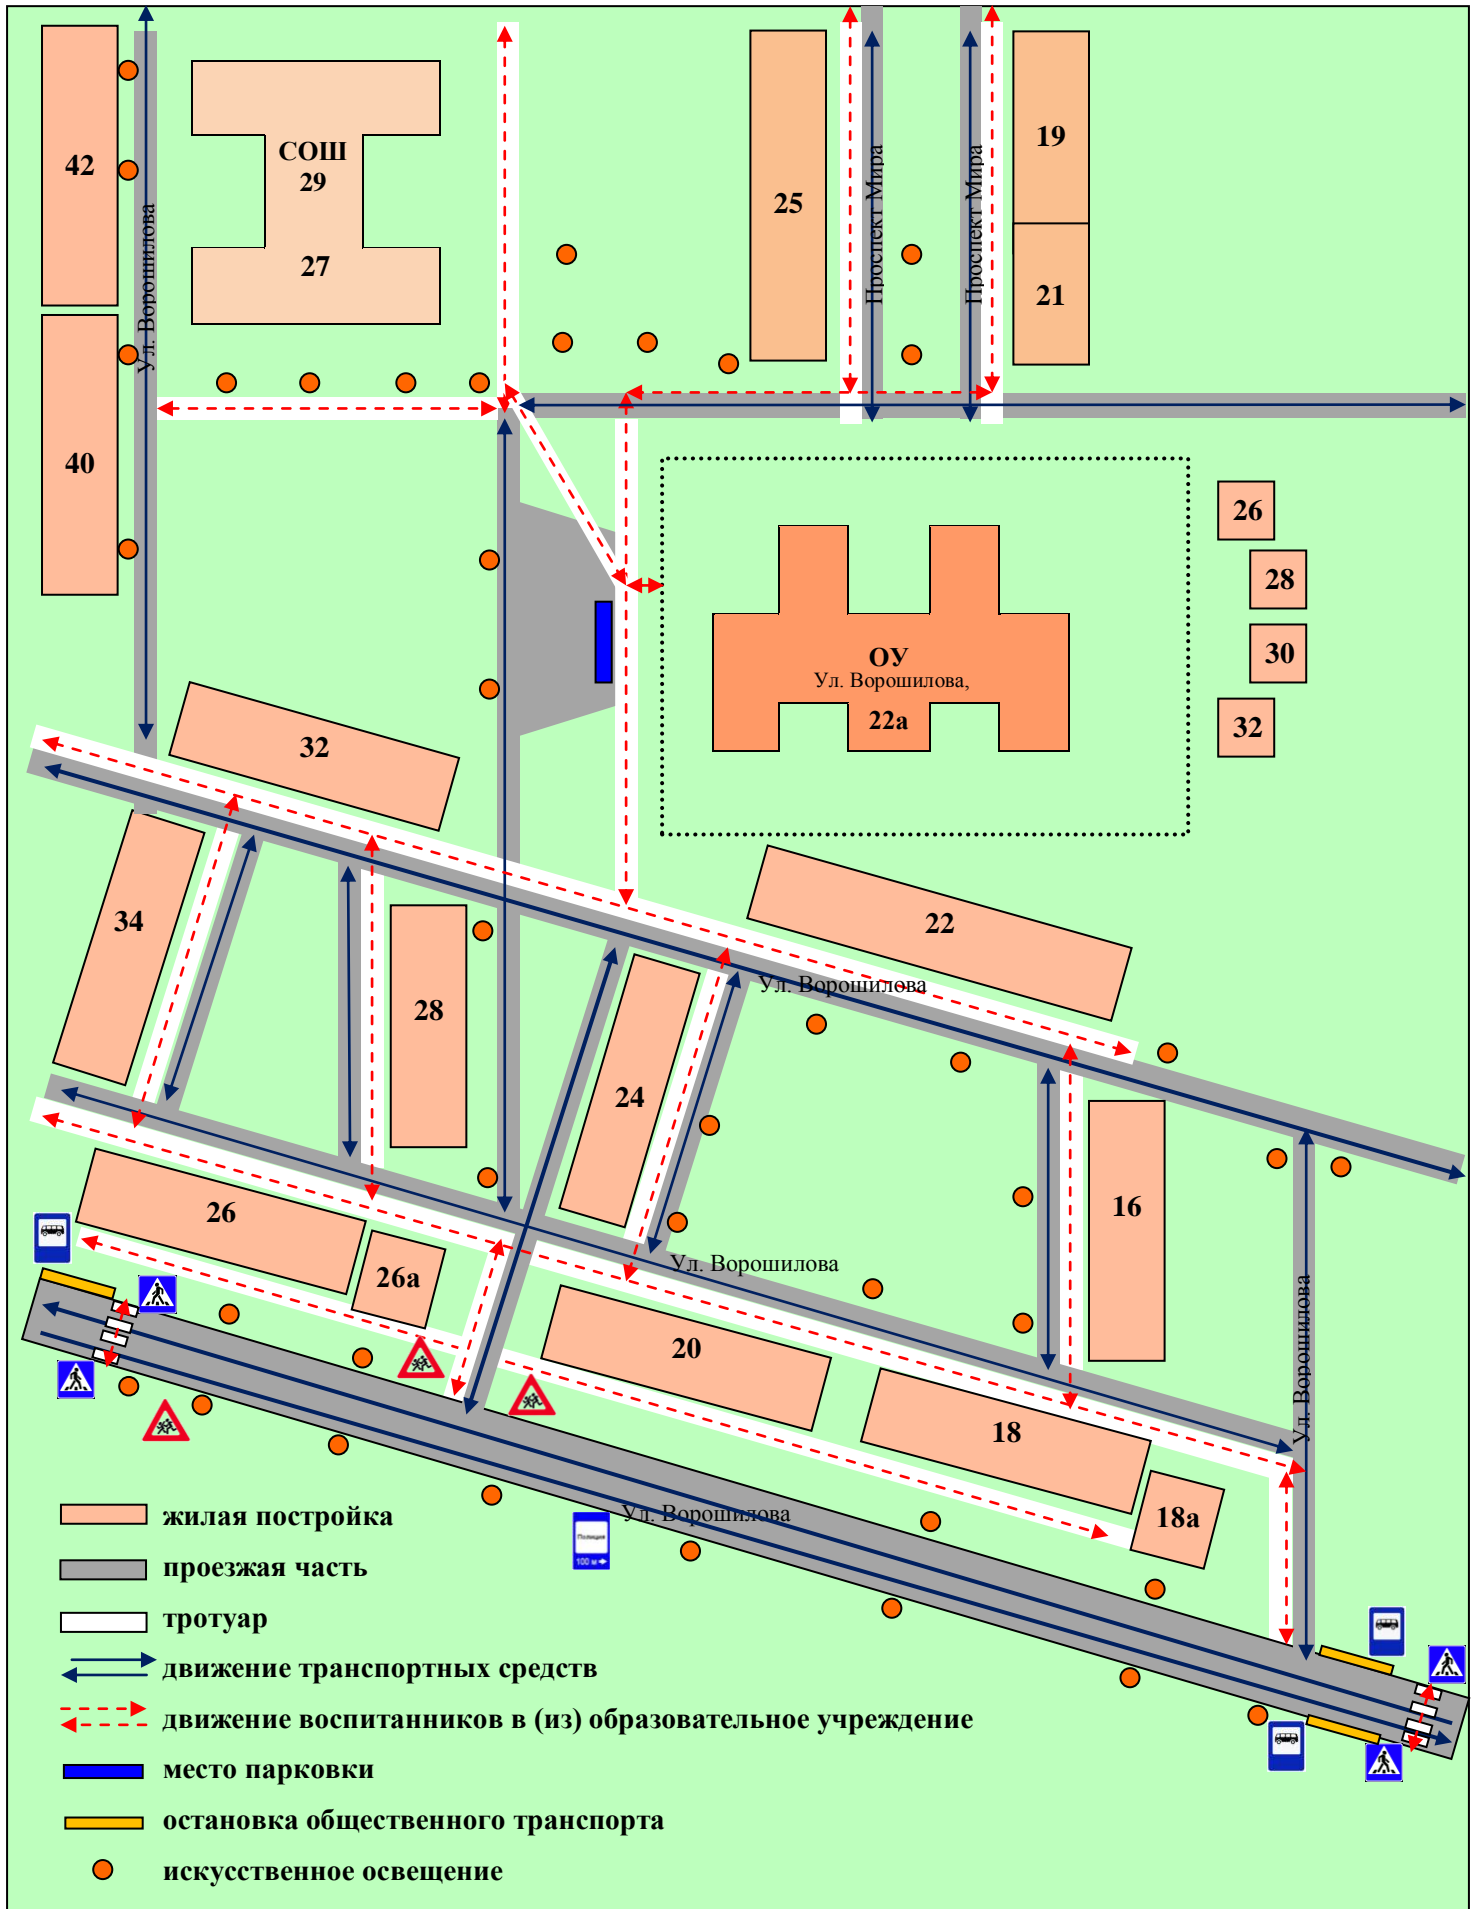 42
СОШ
29
27
40
25
Проспект Мира
Проспект Мира
19
21
Ул. Ворошилова
26
28
30
32
ОУ
Ул. Ворошилова,
22а
32
34
28
24
22
Ул. Ворошилова
16
26
26а
Ул. Ворошилова
20
18
18а
Ул. Ворошилова
Ул. Ворошилова
Полиция
100 м
жилая постройка
проезжая часть
тротуар
движение транспортных средств
движение воспитанников в (из) образовательное учреждение
место парковки
остановка общественного транспорта
искусственное освещение